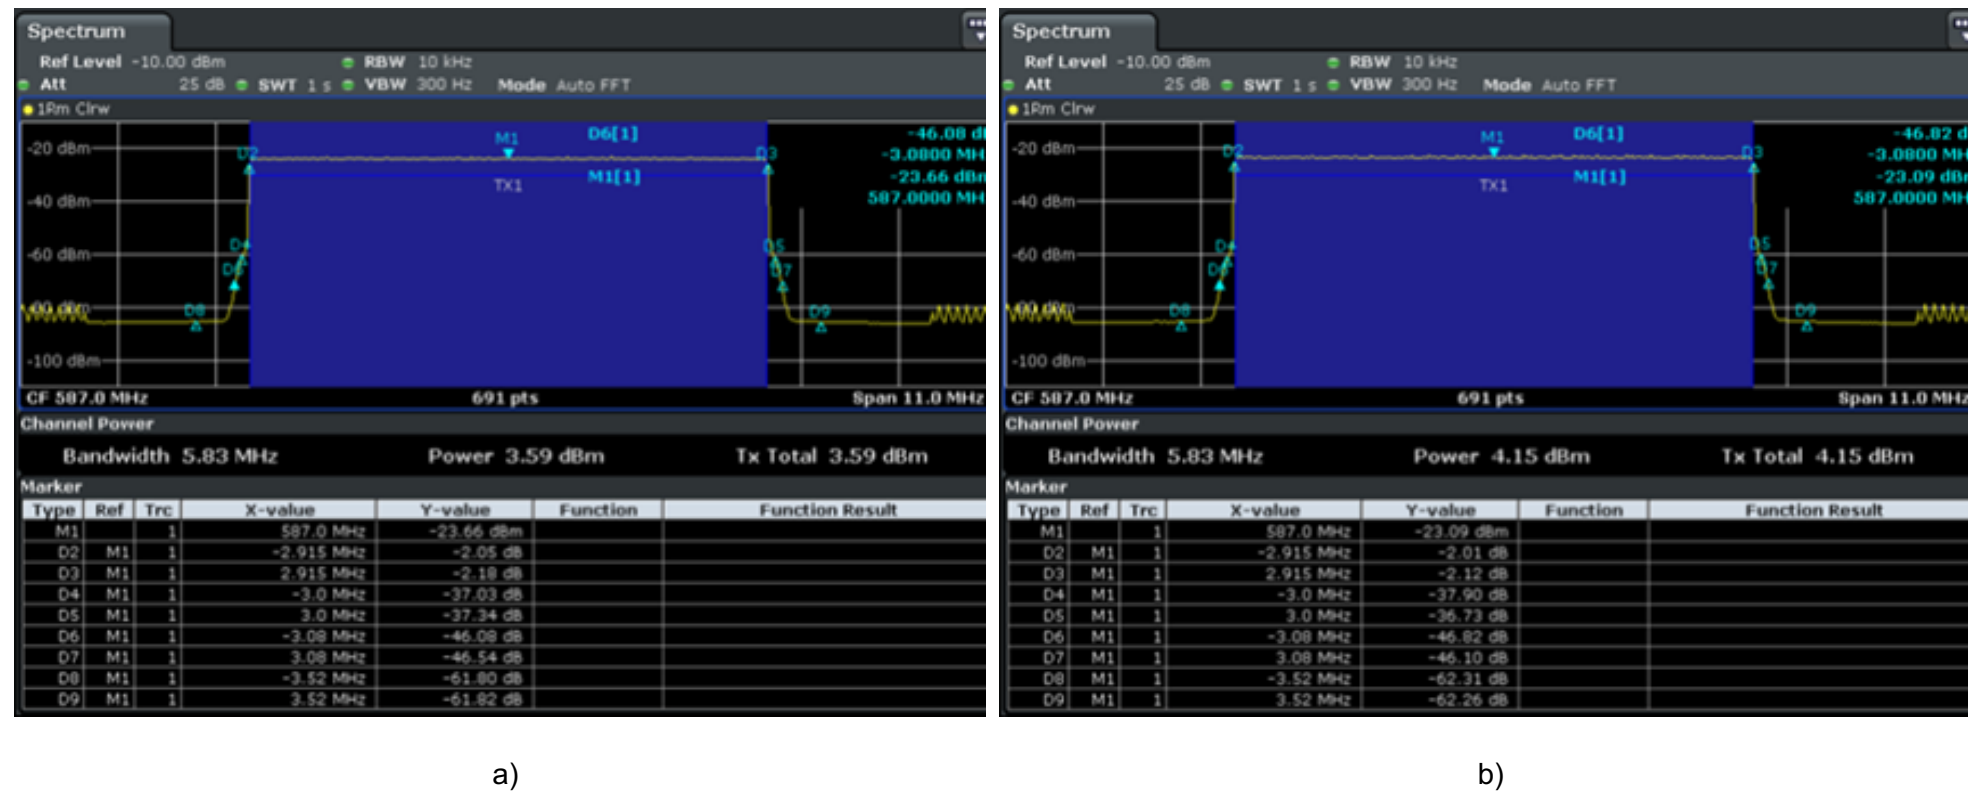 Spectrum
Ref Level -10.00 dBm RBW 10 kHz
Att 25 dB SWT 1 s VBW 300 Hz Mode Auto FFT
1Rm Clrw
M1 D6[1] -46.08
-3.0800
M1[1] -23.66
587.0000
-20 dBm
D2 D3
TX1
-40 dBm
D4 D5
-60 dBm
D6 D7
-80 dBm
D8 D9
-100 dBm
CF 587.0 MHz 691 pts Span 11.0 MHz
Channel Power
Bandwidth 5.83 MHz Power 3.59 dBm Tx Total 3.59 dBm
Marker
Type Ref Trc X-value Y-value Function Function Result
M1 1 587.0 MHz -23.66 dBm
D2 M1 1 -2.915 MHz -2.05 dB
D3 M1 1 2.915 MHz -2.18 dB
D4 M1 1 -3.0 MHz -37.03 dB
D5 M1 1 3.0 MHz -37.34 dB
D6 M1 1 -3.08 MHz -46.08 dB
D7 M1 1 3.08 MHz -46.54 dB
D8 M1 1 -3.52 MHz -61.80 dB
D9 M1 1 3.52 MHz -61.82 dB
a)
Spectrum
Ref Level -10.00 dBm RBW 10 kHz
Att 25 dB SWT 1 s VBW 300 Hz Mode Auto FFT
1Rm Clrw
M1 D6[1] -46.82
-3.0800
M1[1] -23.09
587.0000
-20 dBm
D2 D3
TX1
-40 dBm
D4 D5
-60 dBm
D6 D7
-80 dBm
D8 D9
-100 dBm
CF 587.0 MHz 691 pts Span 11.0 MHz
Channel Power
Bandwidth 5.83 MHz Power 4.15 dBm Tx Total 4.15 dBm
Marker
Type Ref Trc X-value Y-value Function Function Result
M1 1 587.0 MHz -23.09 dBm
D2 M1 1 -2.915 MHz -2.01 dB
D3 M1 1 2.915 MHz -2.12 dB
D4 M1 1 -3.0 MHz -37.90 dB
D5 M1 1 3.0 MHz -36.73 dB
D6 M1 1 -3.08 MHz -46.82 dB
D7 M1 1 3.08 MHz -46.10 dB
D8 M1 1 -3.52 MHz -62.31 dB
D9 M1 1 3.52 MHz -62.26 dB
b)